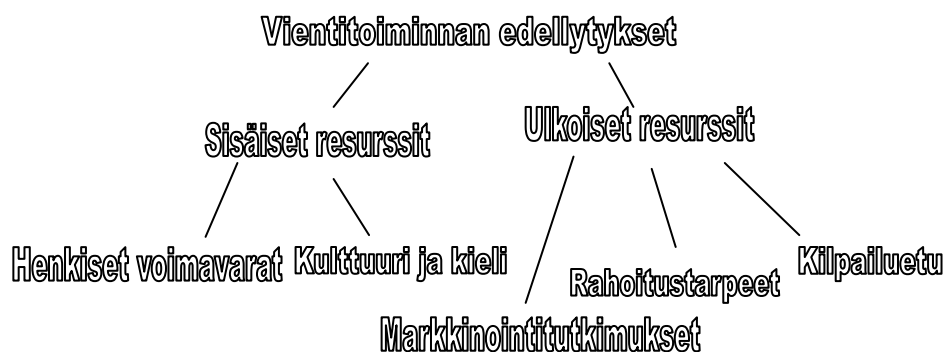 Vientitoiminnan edellytykset
Sisäiset resurssit
Ulkoiset resurssit
Henkiset voimavarat
Kulttuuri ja kieli
Markkinointitutkimukset
Rahoitustarpeet
Kilpailuetu